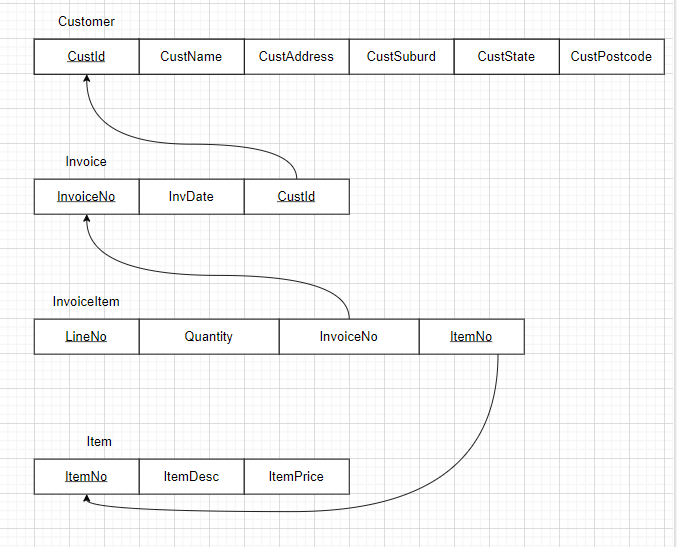 Customer
CustId CustName CustAddress CustSuburd CustState CustPostcode
Invoice
InvoiceNo InvDate CustId
InvoiceItem
LineNo Quantity InvoiceNo ItemNo
Item
ItemNo ItemDesc ItemPrice